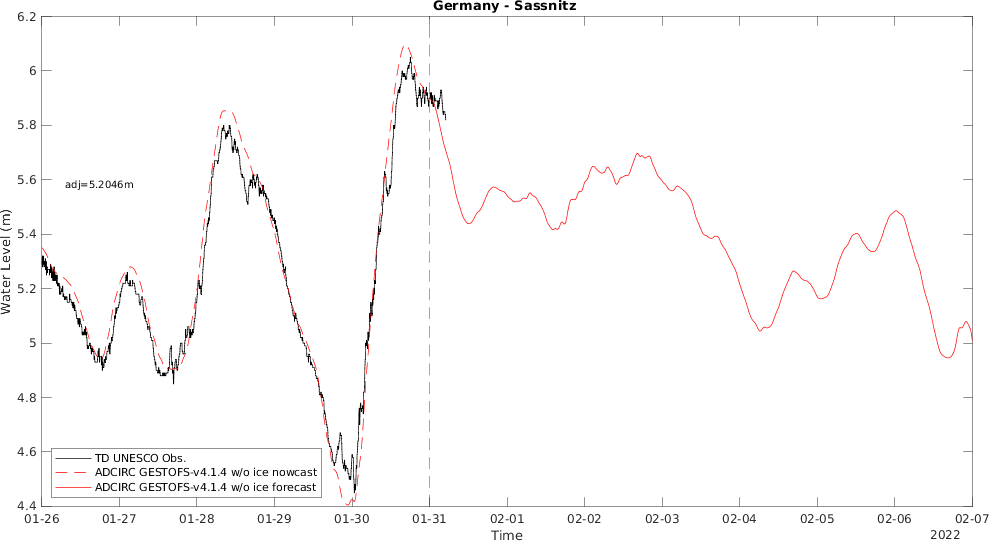 Germany - Sassnitz
6.2
6
5.8
5.6
5.4
5.2
5
4.8
4.6
4.4
Water Level (m)
adj=5.2046m
TD UNESCO Obs.
ADCIRC GESTOFS-v4.1.4 w/o ice nowcast
ADCIRC GESTOFS-v4.1.4 w/o ice forecast
01-26 01-27 01-28 01-29 01-30 01-31 02-01 02-02 02-03 02-04 02-05 02-06 02-07
Time
2022